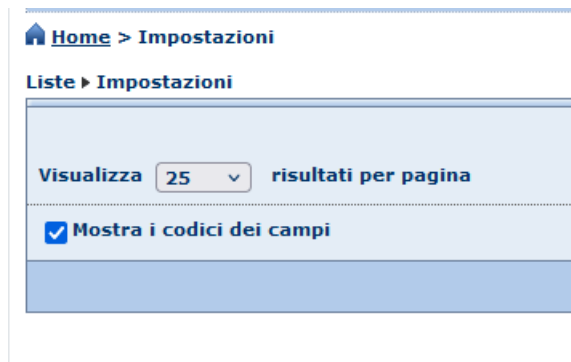 Home > Impostazioni
Liste ▸ Impostazioni
Visualizza 25 risultati per pagina
Mostra i codici dei campi